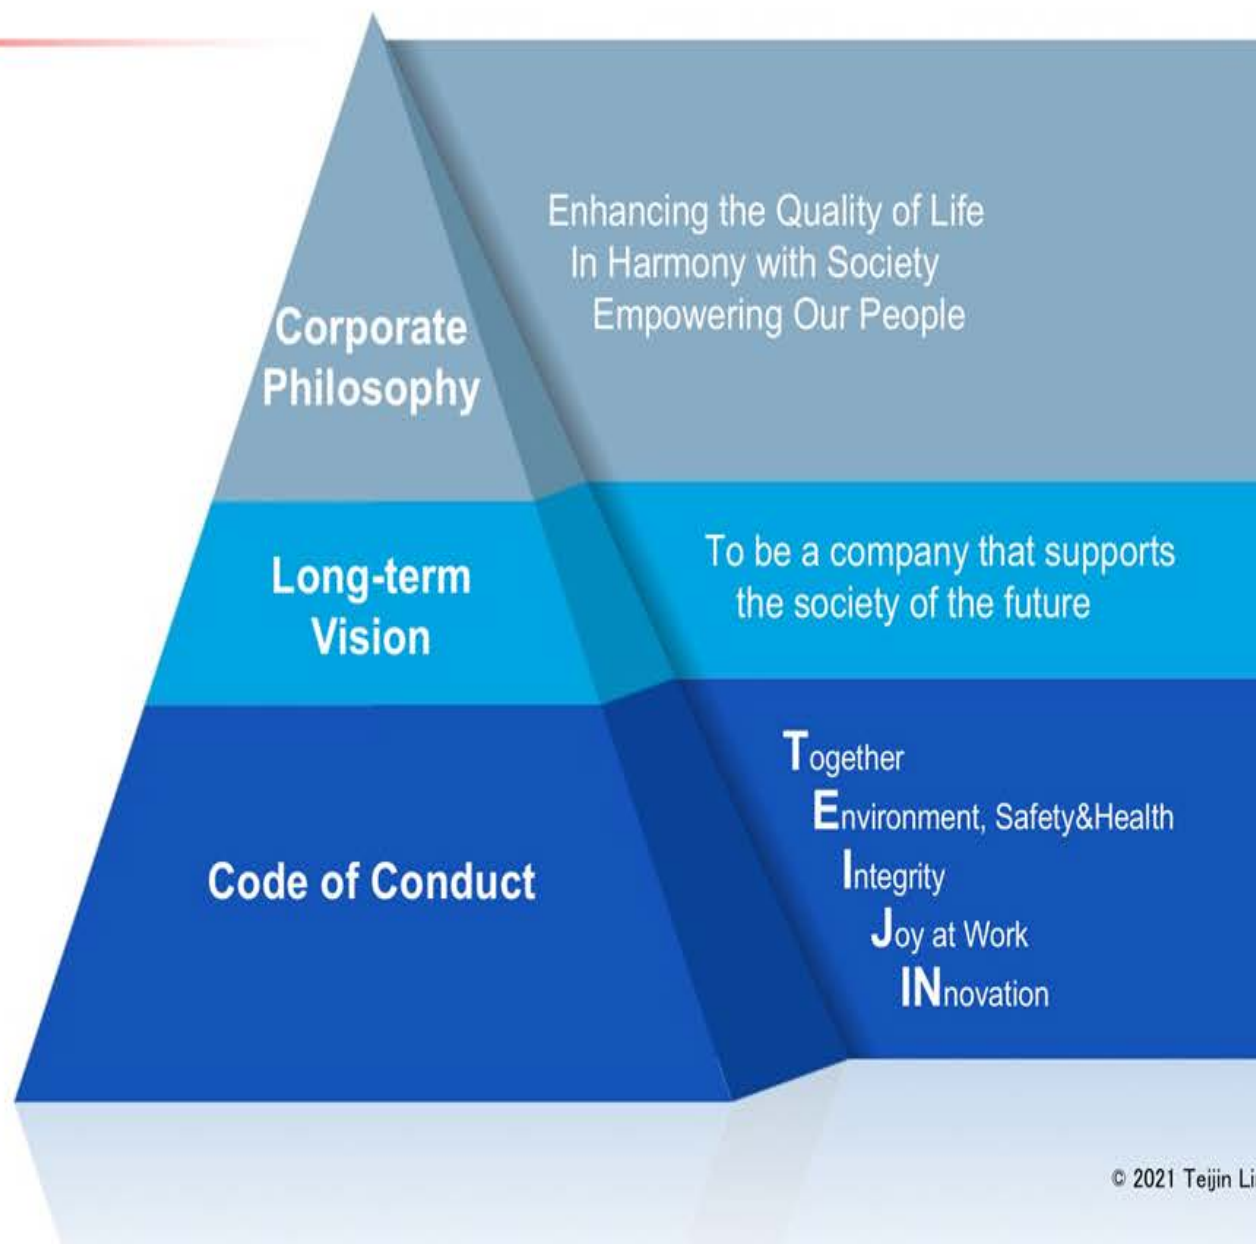 Corporate
Philosophy
Enhancing the Quality of Life
In Harmony with Society
Empowering Our People
Long-term
Vision
To be a company that supports
the society of the future
Code of Conduct
Together
Environment, Safety&Health
Integrity
Joy at Work
INnovation
© 2021 Teijin